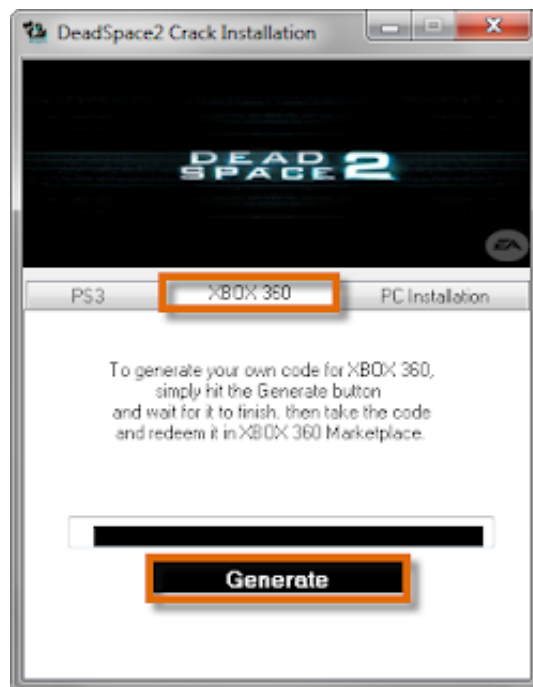 DeadSpace2 Crack Installation
DEAD SPACE 2
EA
PS3 XBOX 360 PC Installation
To generate your own code for XBOX 360,
simply hit the Generate button
and wait for it to finish, then take the code
and redeem it in XBOX 360 Marketplace.
Generate